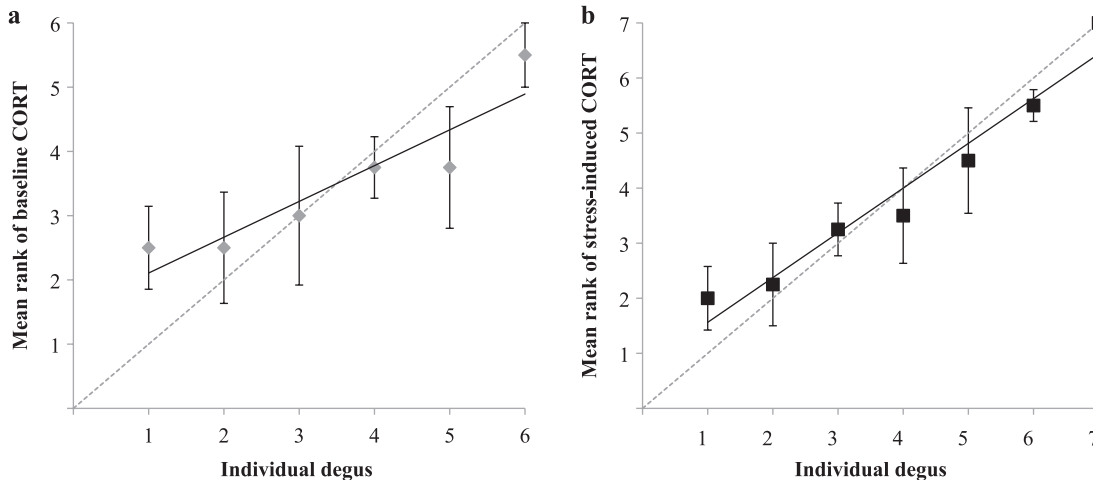 a
Mean rank of baseline CORT
6
5
4
3
2
1
1 2 3 4 5 6
Individual degus
b
Mean rank of stress-induced CORT
7
6
5
4
3
2
1
1 2 3 4 5 6 7
Individual degus